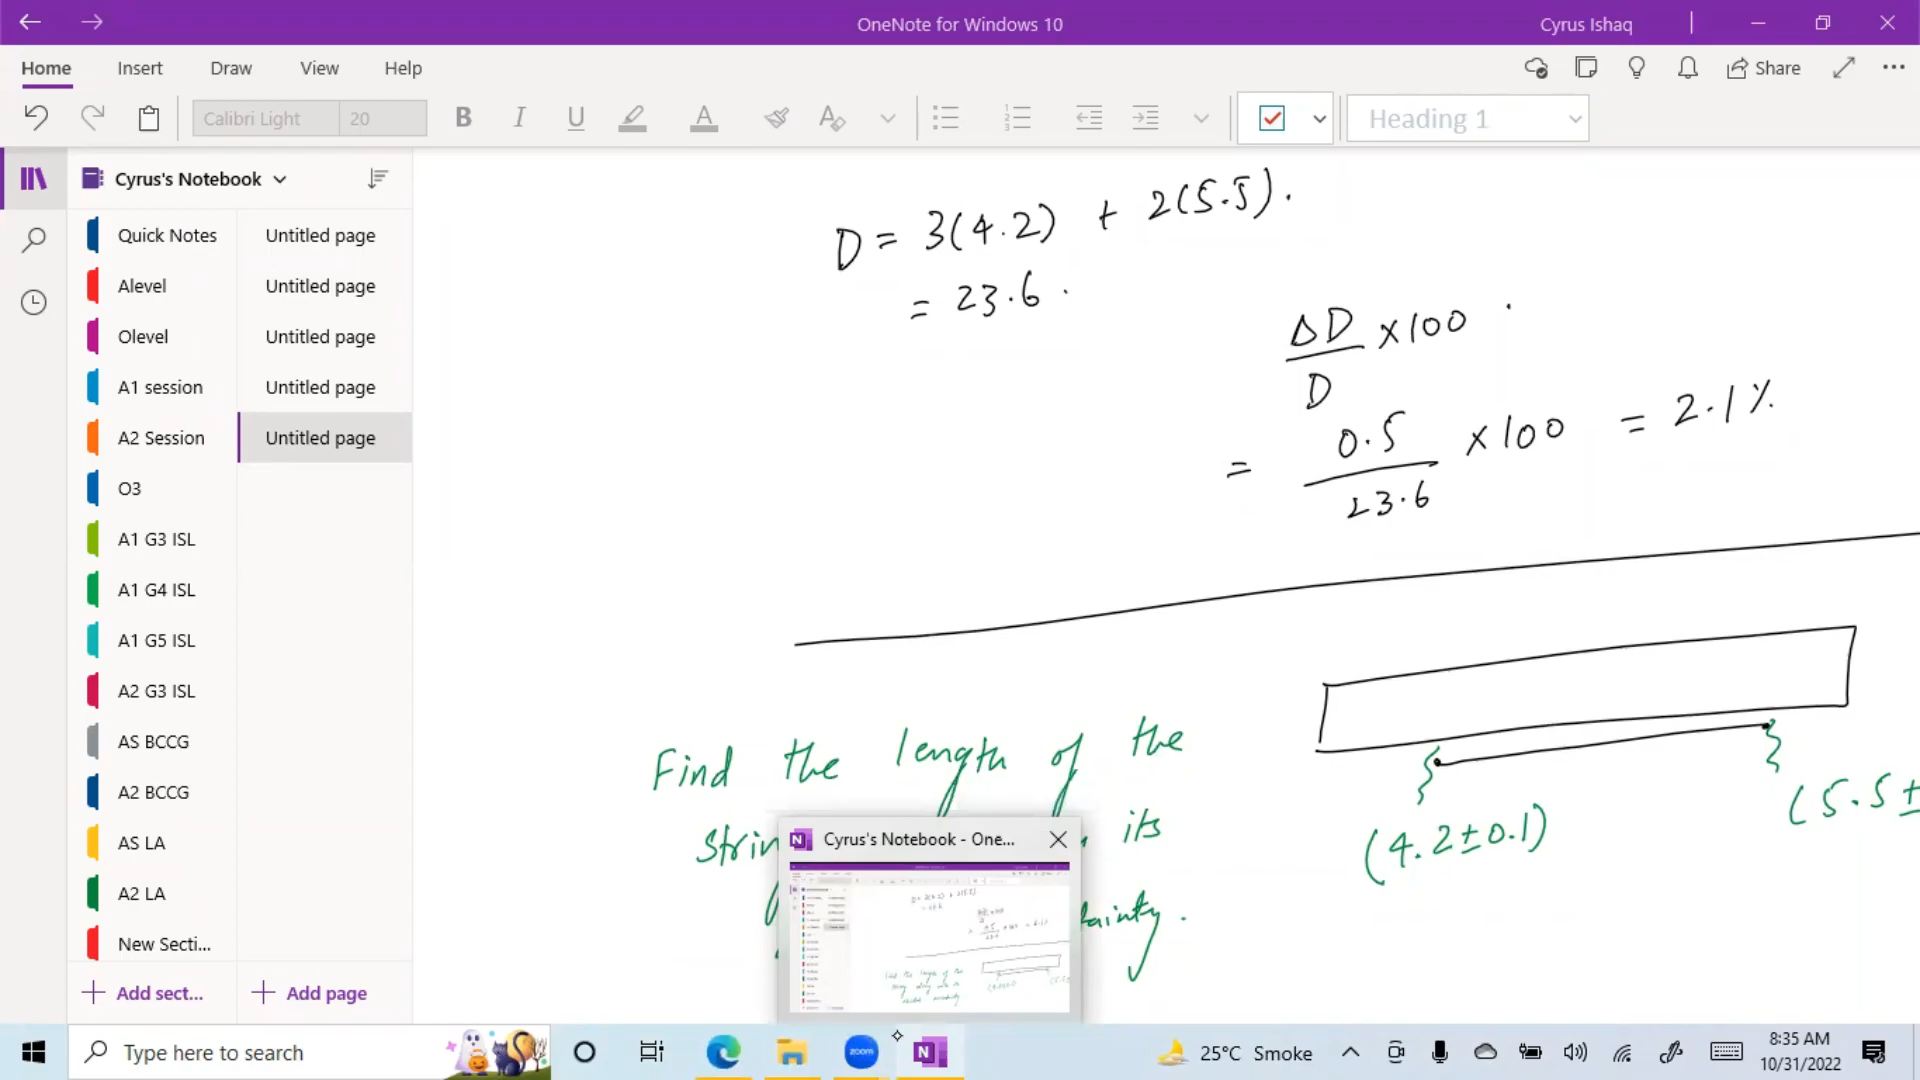 OneNote for Windows 10
Cyrus Ishaq
Home Insert Draw View Help
Share
Calibri Light 20
B I U A A
Heading 1
Cyrus's Notebook
Quick Notes
Alevel
Olevel
A1 session
A2 Session
O3
A1 G3 ISL
A1 G4 ISL
A1 G5 ISL
A2 G3 ISL
AS BCCG
A2 BCCG
AS LA
A2 LA
New Secti...
Add sect...
Untitled page
Untitled page
Untitled page
Untitled page
Untitled page
Add page
D = 3(4.2) + 2(5.5).
= 23.6.
ΔD/D ×100
= 0.5/23.6 ×100 = 2.1%
Find the length of the
its
(4.2±0.1)
(5.5±
Cyrus's Notebook - One...
Type here to search
zoom
N
25°C Smoke
8:35 AM
10/31/2022